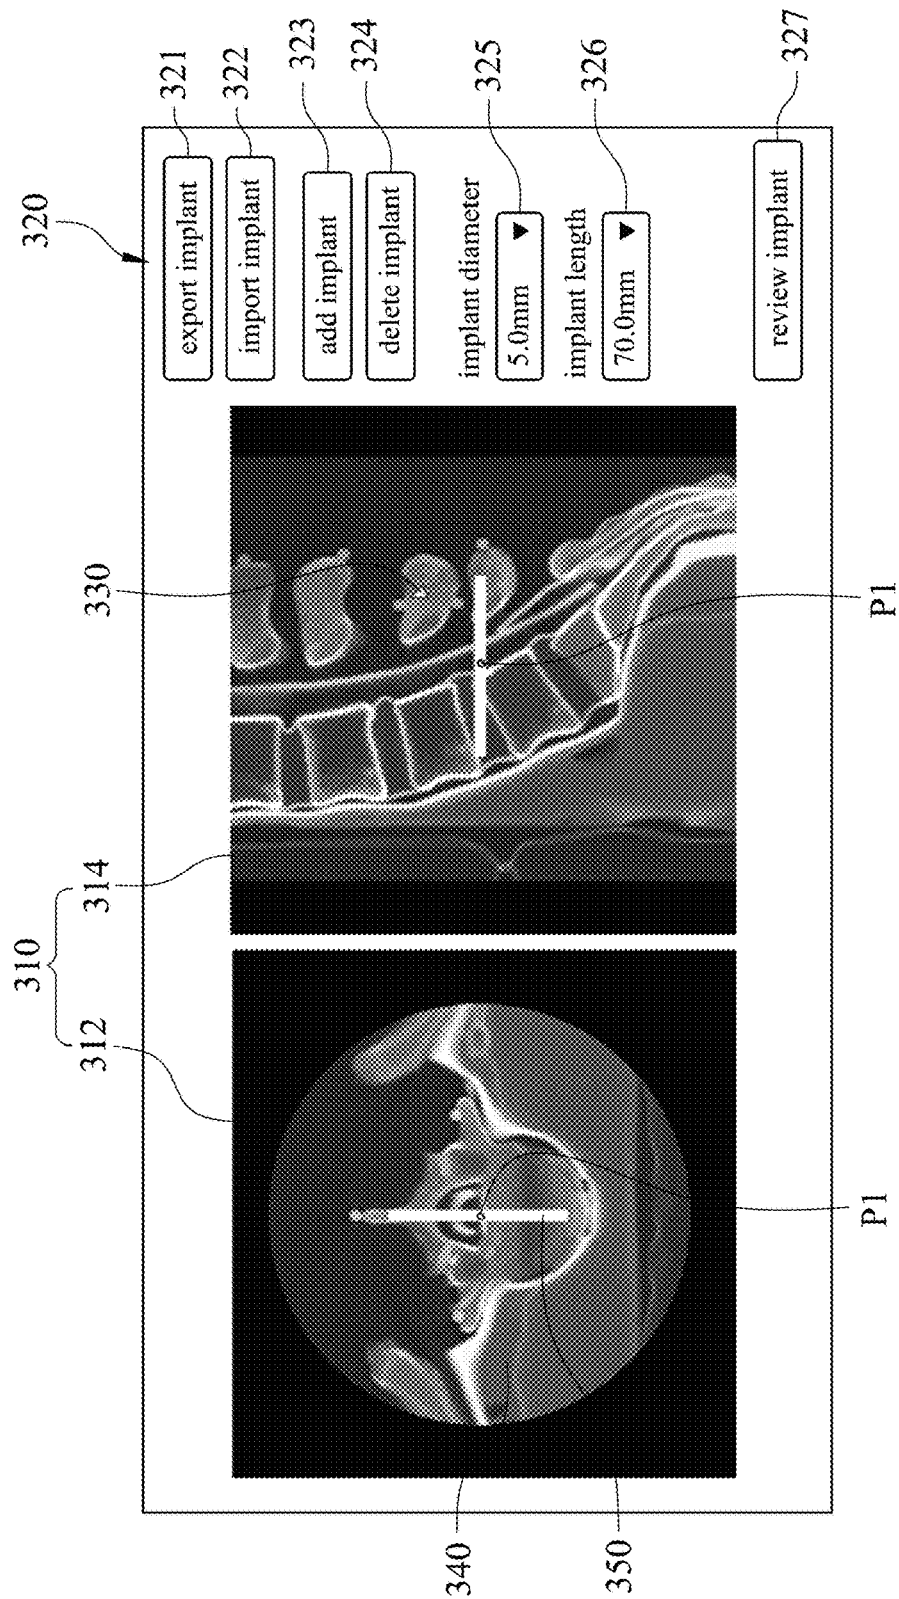 320
310
312
314
330
321
322
323
324
325
326
327
export implant
import implant
add implant
delete implant
implant diameter
5.0mm ▼
implant length
70.0mm ▼
review implant
340
350
P1
P1